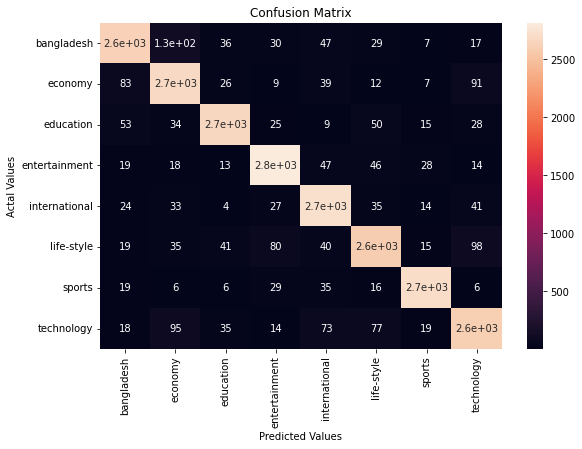 Confusion Matrix
bangladesh 2.6e+03 1.3e+02 36 30 47 29 7 17
economy 83 2.7e+03 26 9 39 12 7 91
education 53 34 2.7e+03 25 9 50 15 28
entertainment 19 18 13 2.8e+03 47 46 28 14
international 24 33 4 27 2.7e+03 35 14 41
life-style 19 35 41 80 40 2.6e+03 15 98
sports 19 6 6 29 35 16 2.7e+03 6
technology 18 95 35 14 73 77 19 2.6e+03
bangladesh economy education entertainment international life-style sports technology
Predicted Values
Actal Values
2500
2000
1500
1000
500